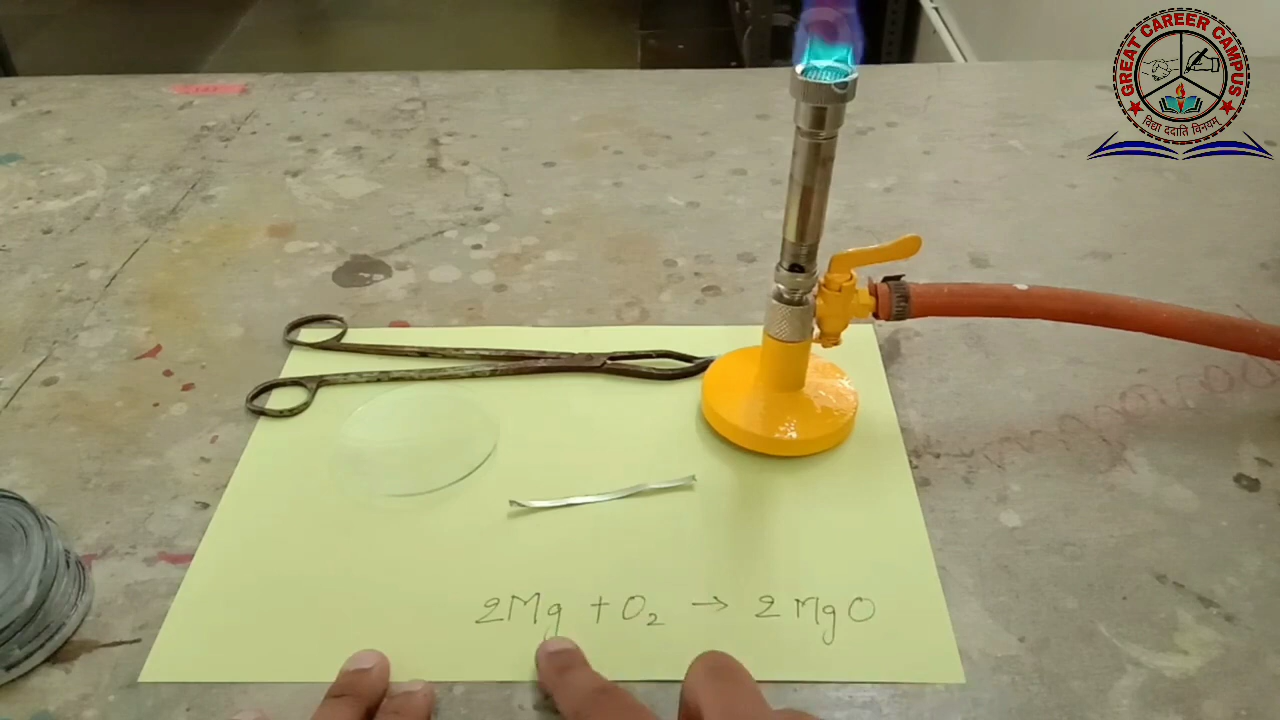 GREAT CAREER CAMPUS
विद्या ददाति विनयम्
2Mg + O₂ → 2MgO